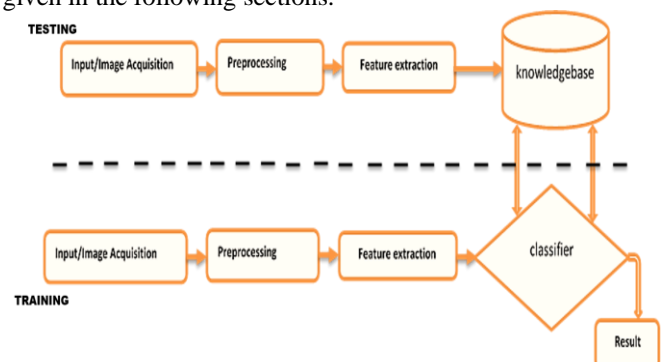 given in the following sections.
TESTING
Input/Image Acquisition
Preprocessing
Feature extraction
knowledgebase
Input/Image Acquisition
Preprocessing
Feature extraction
classifier
TRAINING
Result